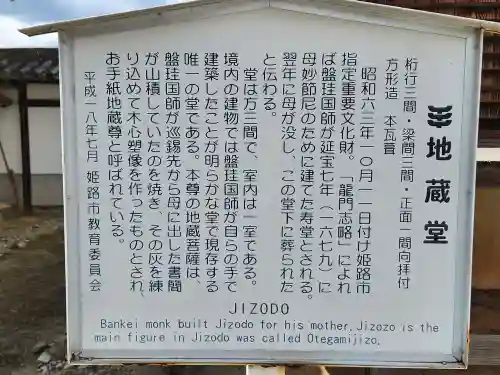 地蔵堂
桁行三間・梁間三間・正面一間向拝付
方形造 本瓦葺
昭和六三年一〇月一一日付け姫路市
指定重要文化財。「龍門志略」によれ
ば盤珪国師が延宝七年（一六七九）に
母妙節尼のために建てた寿堂とされる。
翌年に母が没し、この堂下に葬られた
と伝わる。
堂は方三間で、室内は一室である。
境内の建物では盤珪国師が自らの手で
建築したことが明らかな堂で現存する
唯一の堂である。本尊の地蔵菩薩は、
盤珪国師が巡錫先から母に出した書簡
が山積していたのを焼き、その灰を練
り込めて木心塑像を作ったものとされ、
お手紙地蔵尊と呼ばれている。
平成一八年七月 姫路市教育委員会
JIZODO
Bankei monk built Jizodo for his mother. Jizozo is the
main figure in Jizodo was called Otegamijizo.